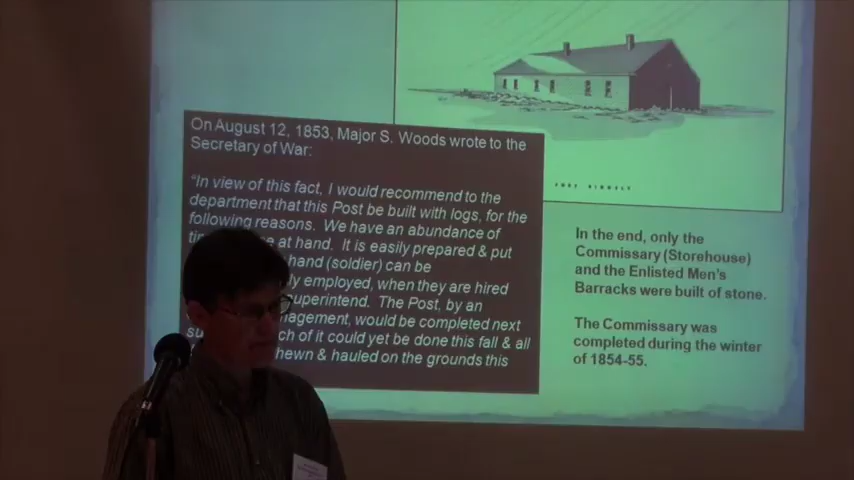 On August 12, 1853, Major S. Woods wrote to the
Secretary of War:
"In view of this fact, I would recommend to the
department that this Post be built with logs, for the
following reasons. We have an abundance of
at hand. It is easily prepared & put
hand (soldier) can be
employed, when they are hired
superintend. The Post, by an
would be completed next
of it could yet be done this fall & all
hewn & hauled on the grounds this
In the end, only the
Commissary (Storehouse)
and the Enlisted Men's
Barracks were built of stone.
The Commissary was
completed during the winter
of 1854-55.